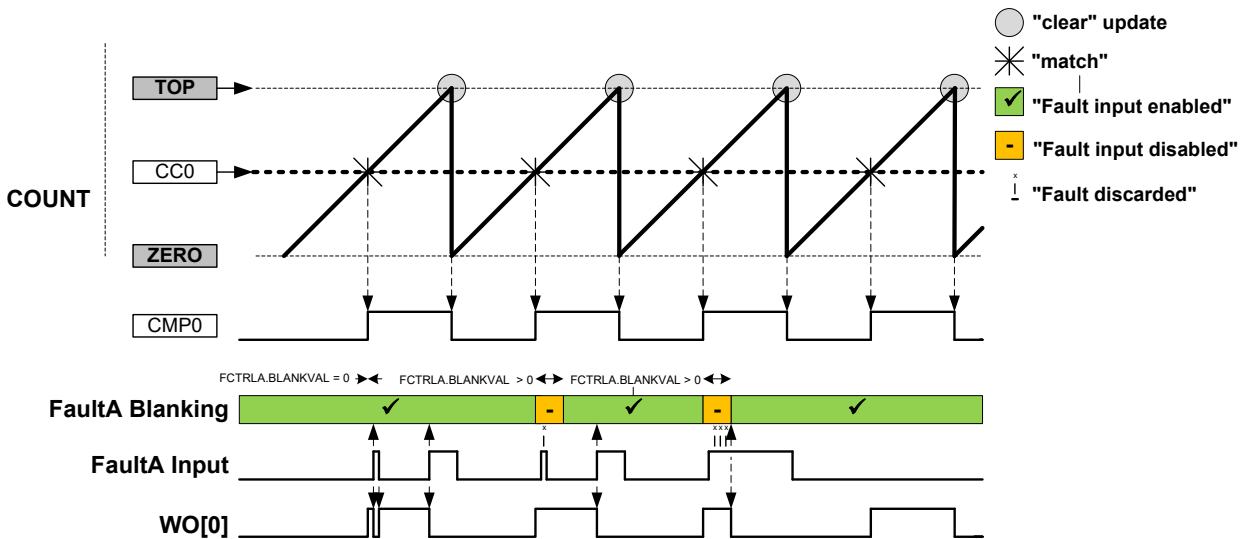 "clear" update
"match"
"Fault input enabled"
"Fault input disabled"
x
"Fault discarded"
TOP
CC0
COUNT
ZERO
CMP0
FCTRLA.BLANKVAL = 0
FCTRLA.BLANKVAL > 0
FCTRLA.BLANKVAL > 0
FaultA Blanking
✓ - ✓ - ✓
x
xxx
FaultA Input
WO[0]